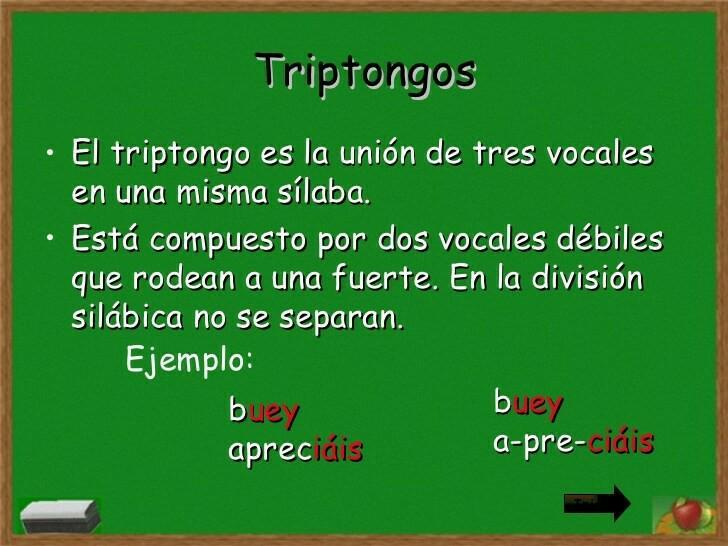 Triptongos
• El triptongo es la unión de tres vocales
en una misma sílaba.
• Está compuesto por dos vocales débiles
que rodean a una fuerte. En la división
silábica no se separan.
Ejemplo:
buey buey
apreciáis a-pre-ciáis